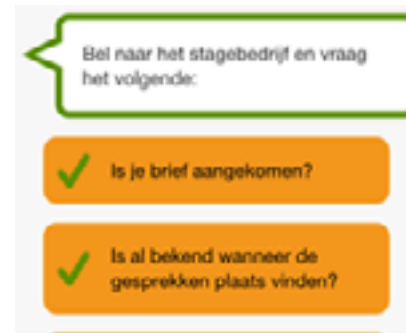 Bel naar het stagebedrijf en vraag
het volgende:
Is je brief aangekomen?
Is al bekend wanneer de
gesprekken plaats vinden?